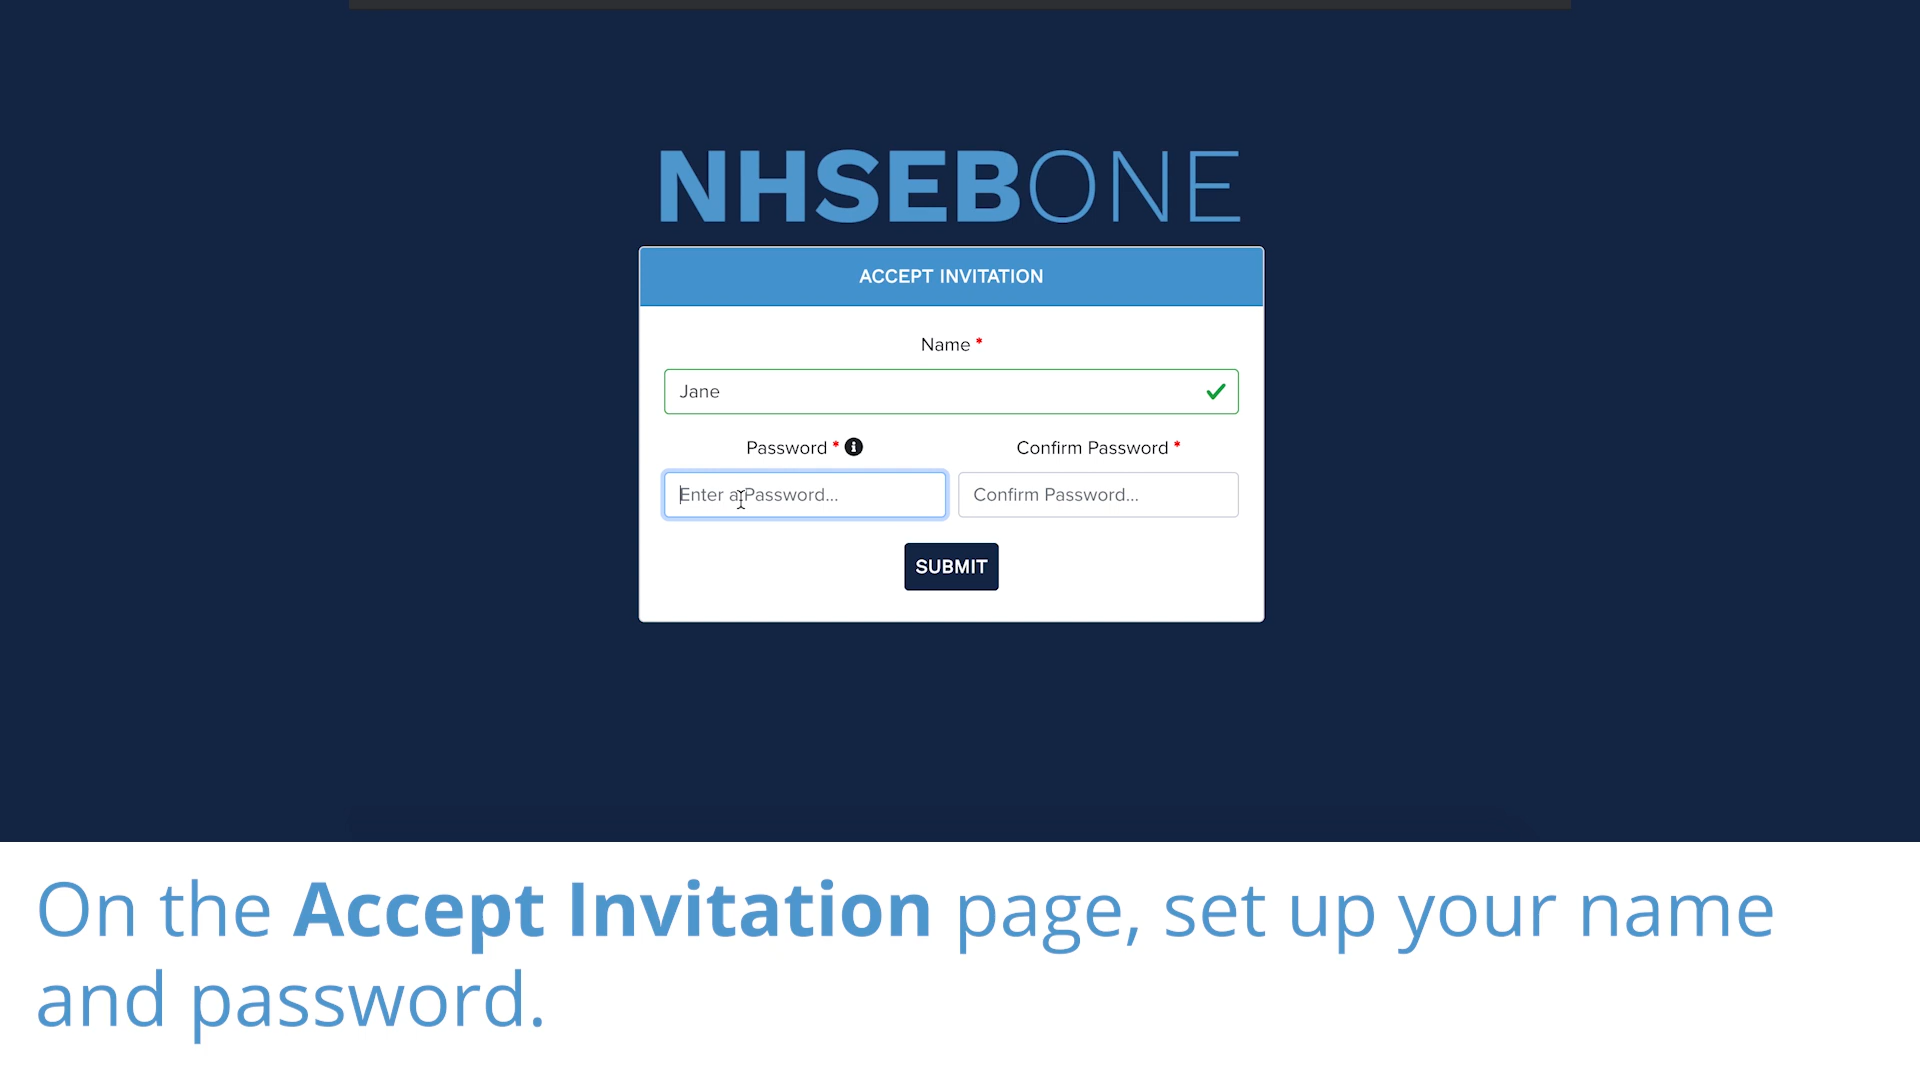 NHSEBONE
ACCEPT INVITATION
Name *
Jane
Password * Confirm Password *
Enter a Password... Confirm Password...
SUBMIT
On the Accept Invitation page, set up your name
and password.